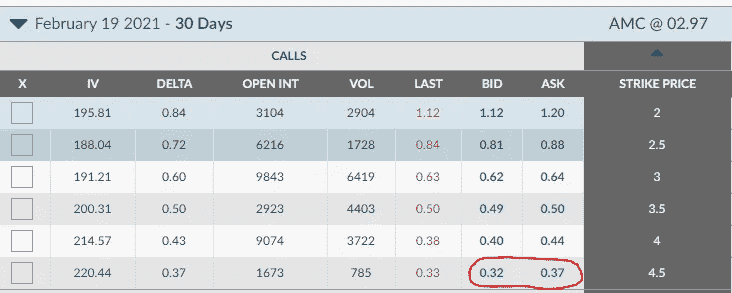 February 19 2021 - 30 Days AMC @ 02.97
CALLS
X IV DELTA OPEN INT VOL LAST BID ASK STRIKE PRICE
195.81 0.84 3104 2904 1.12 1.12 1.20 2
188.04 0.72 6216 1728 0.84 0.81 0.88 2.5
191.21 0.60 9843 6419 0.63 0.62 0.64 3
200.31 0.50 2923 4403 0.50 0.49 0.50 3.5
214.57 0.43 9074 3722 0.38 0.40 0.44 4
220.44 0.37 1673 785 0.33 0.32 0.37 4.5